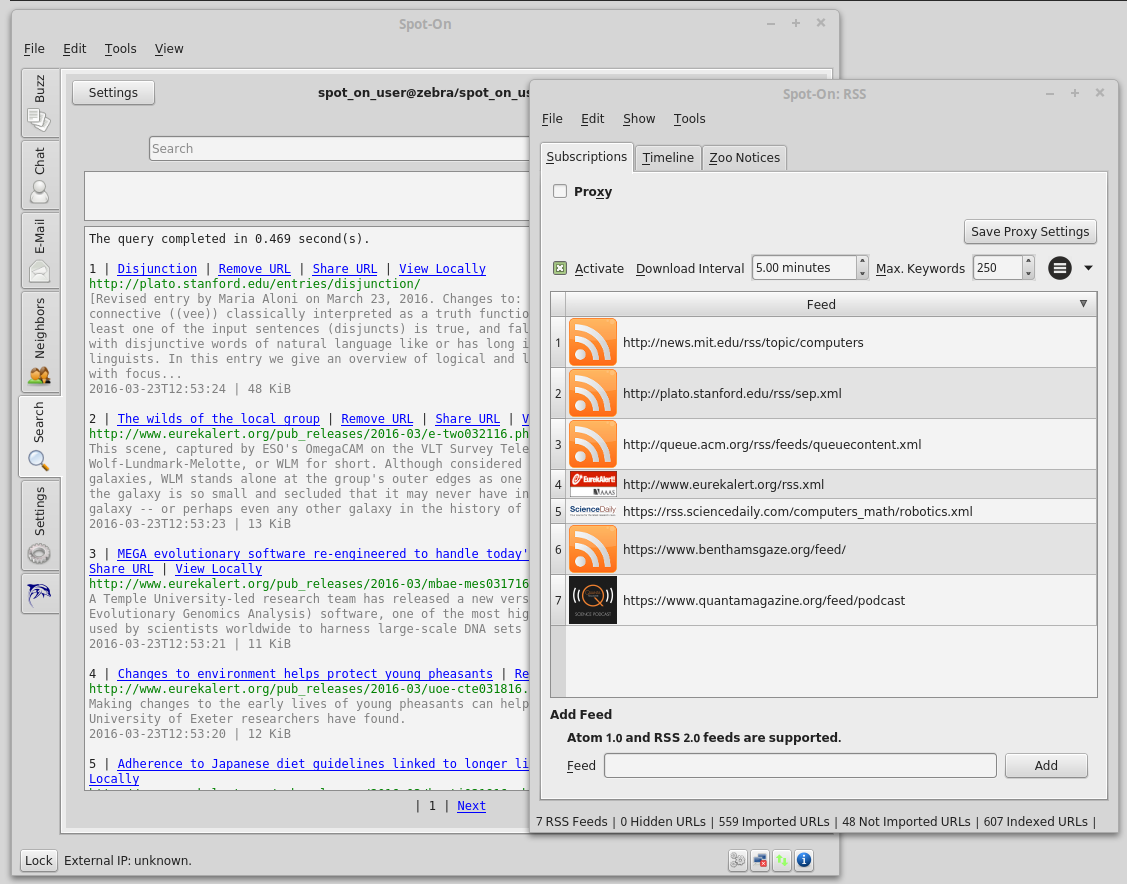 Spot-On
File Edit Tools View
Buzz
Chat
E-Mail
Neighbors
Search
Settings
Settings
spot_on_user@zebra/spot_on_us
Search
The query completed in 0.469 second(s).
1 | Disjunction | Remove URL | Share URL | View Locally
http://plato.stanford.edu/entries/disjunction/
[Revised entry by Maria Aloni on March 23, 2016. Changes to:
connective ((vee)) classically interpreted as a truth functio
least one of the input sentences (disjuncts) is true, and fal
with disjunctive words of natural language like or has long i
linguists. In this entry we give an overview of logical and l
with focus...
2016-03-23T12:53:24 | 48 KiB
2 | The wilds of the local group | Remove URL | Share URL | V
http://www.eurekalert.org/pub_releases/2016-03/e-two032116.ph
This scene, captured by ESO's OmegaCAM on the VLT Survey Tele
Wolf-Lundmark-Melotte, or WLM for short. Although considered
galaxies, WLM stands alone at the group's outer edges as one
the galaxy is so small and secluded that it may never have in
galaxy -- or perhaps even any other galaxy in the history of
2016-03-23T12:53:23 | 13 KiB
3 | MEGA evolutionary software re-engineered to handle today'
Share URL | View Locally
http://www.eurekalert.org/pub_releases/2016-03/mbae-mes031716
A Temple University-led research team has released a new vers
Evolutionary Genomics Analysis) software, one of the most hig
used by scientists worldwide to harness large-scale DNA sets
2016-03-23T12:53:21 | 11 KiB
4 | Changes to environment helps protect young pheasants | Re
http://www.eurekalert.org/pub_releases/2016-03/uoe-cte031816.
Making changes to the early lives of young pheasants can help
University of Exeter researchers have found.
2016-03-23T12:53:20 | 12 KiB
5 | Adherence to Japanese diet guidelines linked to longer li
Locally
| 1 | Next
Lock External IP: unknown.
Spot-On: RSS
File Edit Show Tools
Subscriptions Timeline Zoo Notices
Proxy
Save Proxy Settings
Activate Download Interval 5.00 minutes Max. Keywords 250
Feed
1 http://news.mit.edu/rss/topic/computers
2 http://plato.stanford.edu/rss/sep.xml
3 http://queue.acm.org/rss/feeds/queuecontent.xml
4 EurekAlert! AAAS http://www.eurekalert.org/rss.xml
5 ScienceDaily https://rss.sciencedaily.com/computers_math/robotics.xml
6 https://www.benthamsgaze.org/feed/
7 SCIENCE PODCAST https://www.quantamagazine.org/feed/podcast
Add Feed
Atom 1.0 and RSS 2.0 feeds are supported.
Feed Add
7 RSS Feeds | 0 Hidden URLs | 559 Imported URLs | 48 Not Imported URLs | 607 Indexed URLs |